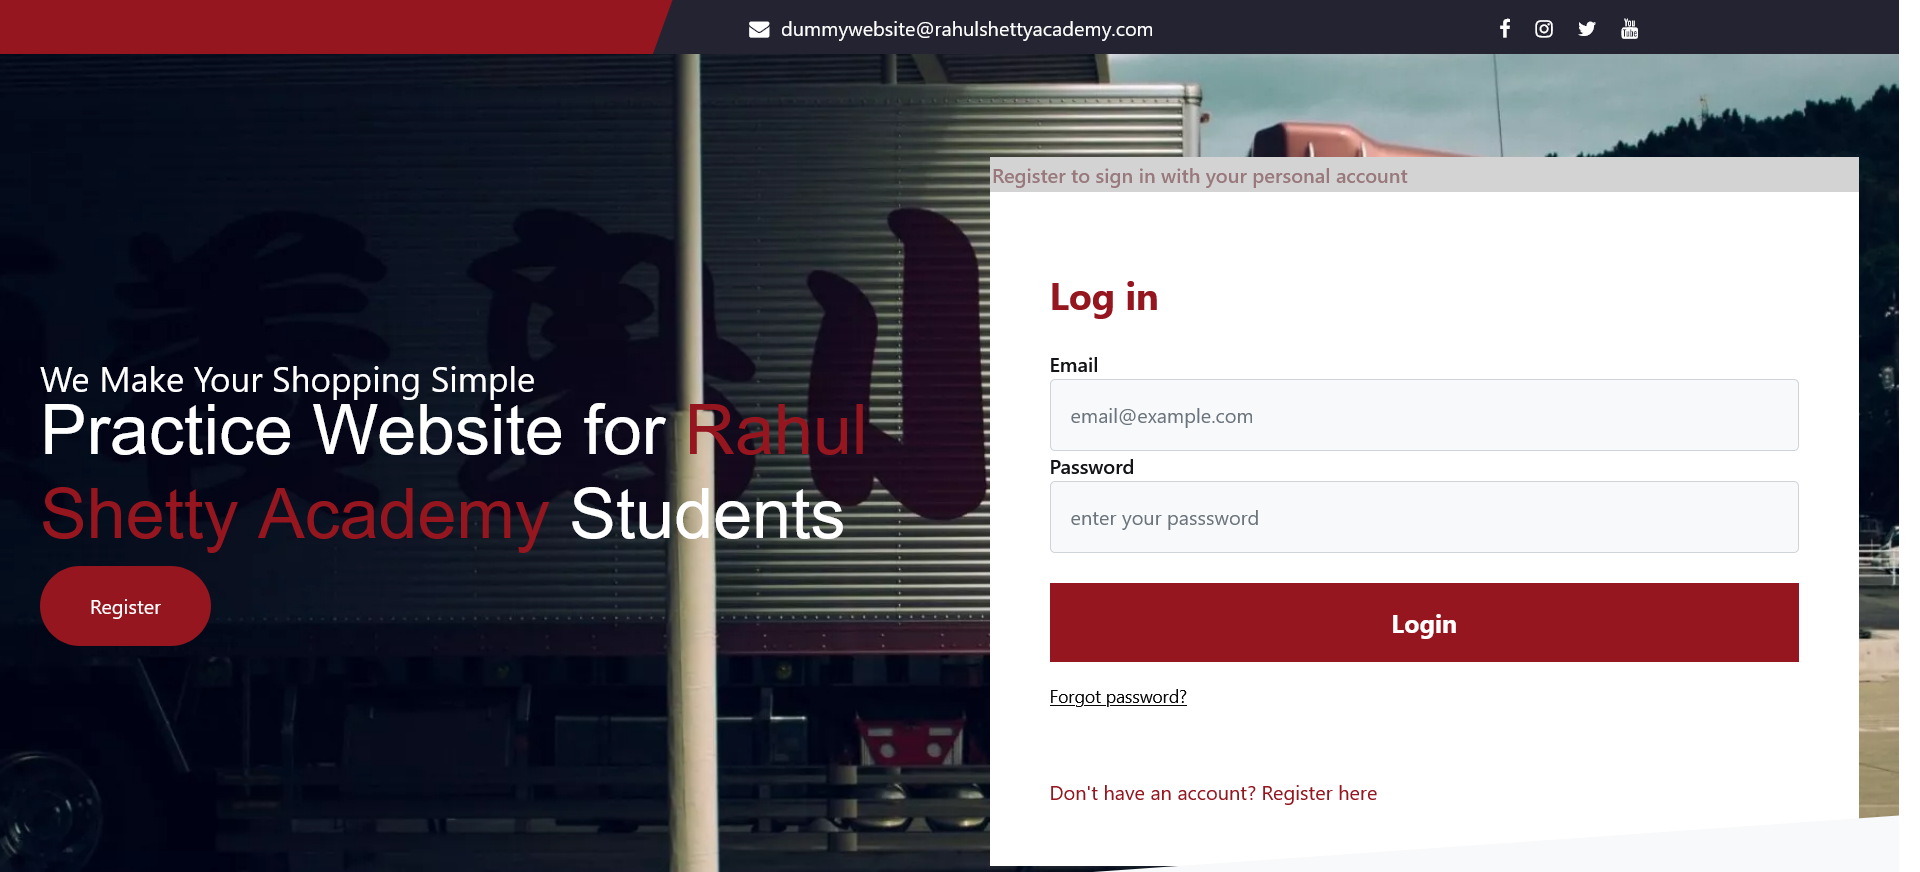 dummywebsite@rahulshettyacademy.com
You
Tube
Register to sign in with your personal account
Log in
Email
email@example.com
Password
enter your passsword
Login
Forgot password?
Don't have an account? Register here
We Make Your Shopping Simple
Practice Website for Rahul
Shetty Academy Students
Register